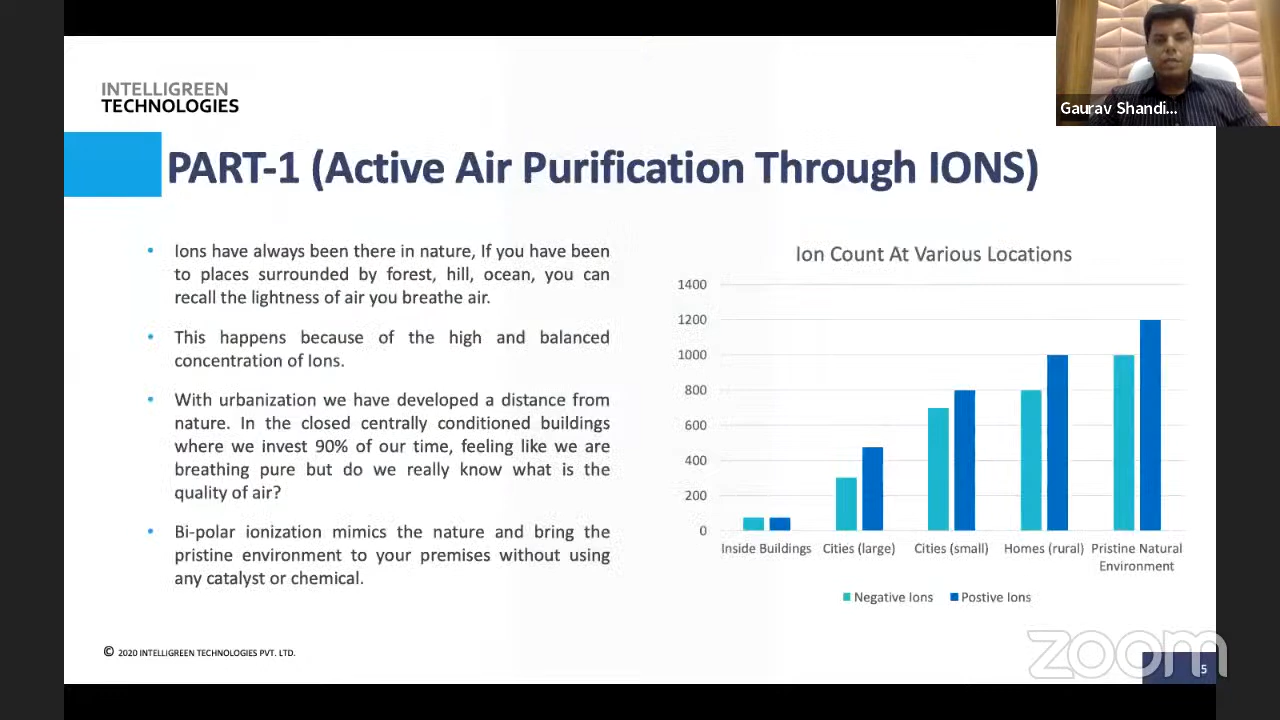 INTELLIGREEN
TECHNOLOGIES
Gaurav Shandi...
PART-1 (Active Air Purification Through IONS)
• Ions have always been there in nature, If you have been
to places surrounded by forest, hill, ocean, you can
recall the lightness of air you breathe air.
• This happens because of the high and balanced
concentration of Ions.
• With urbanization we have developed a distance from
nature. In the closed centrally conditioned buildings
where we invest 90% of our time, feeling like we are
breathing pure but do we really know what is the
quality of air?
• Bi-polar ionization mimics the nature and bring the
pristine environment to your premises without using
any catalyst or chemical.
Ion Count At Various Locations
1400
1200
1000
800
600
400
200
0
Inside Buildings Cities (large) Cities (small) Homes (rural) Pristine Natural
Environment
Negative Ions Postive Ions
© 2020 INTELLIGREEN TECHNOLOGIES PVT. LTD.
zoom
5